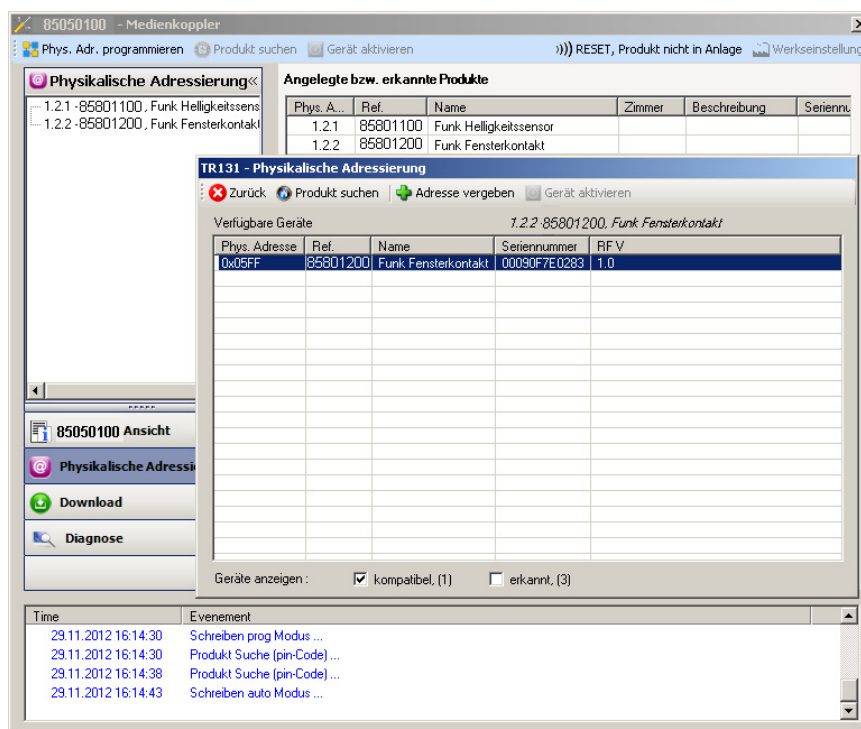 85050100 - Medienkoppler
Phys. Adr. programmieren Produkt suchen Gerät aktivieren RESET, Produkt nicht in Anlage Werkseinstellung
Physikalische Adressierung
1.2.1 -85801100, Funk Helligkeitssens
1.2.2 -85801200, Funk Fensterkontakt
Angelegte bzw. erkannte Produkte
Phys. A... Ref. Name Zimmer Beschreibung Seriennu
1.2.1 85801100 Funk Helligkeitssensor
1.2.2 85801200 Funk Fensterkontakt
TR131 - Physikalische Adressierung
Zurück Produkt suchen Adresse vergeben Gerät aktivieren
Verfügbare Geräte 1.2.2 -85801200, Funk Fensterkontakt
Phys. Adresse Ref. Name Seriennummer RF V
0x05FF 85801200 Funk Fensterkontakt 00090F7E0283 1.0
85050100 Ansicht
Physikalische Adressi
Download
Diagnose
Geräte anzeigen : kompatibel, (1) erkannt, (3)
Time Evenement
29.11.2012 16:14:30 Schreiben prog Modus ...
29.11.2012 16:14:30 Produkt Suche (pin-Code) ...
29.11.2012 16:14:38 Produkt Suche (pin-Code) ...
29.11.2012 16:14:43 Schreiben auto Modus ...